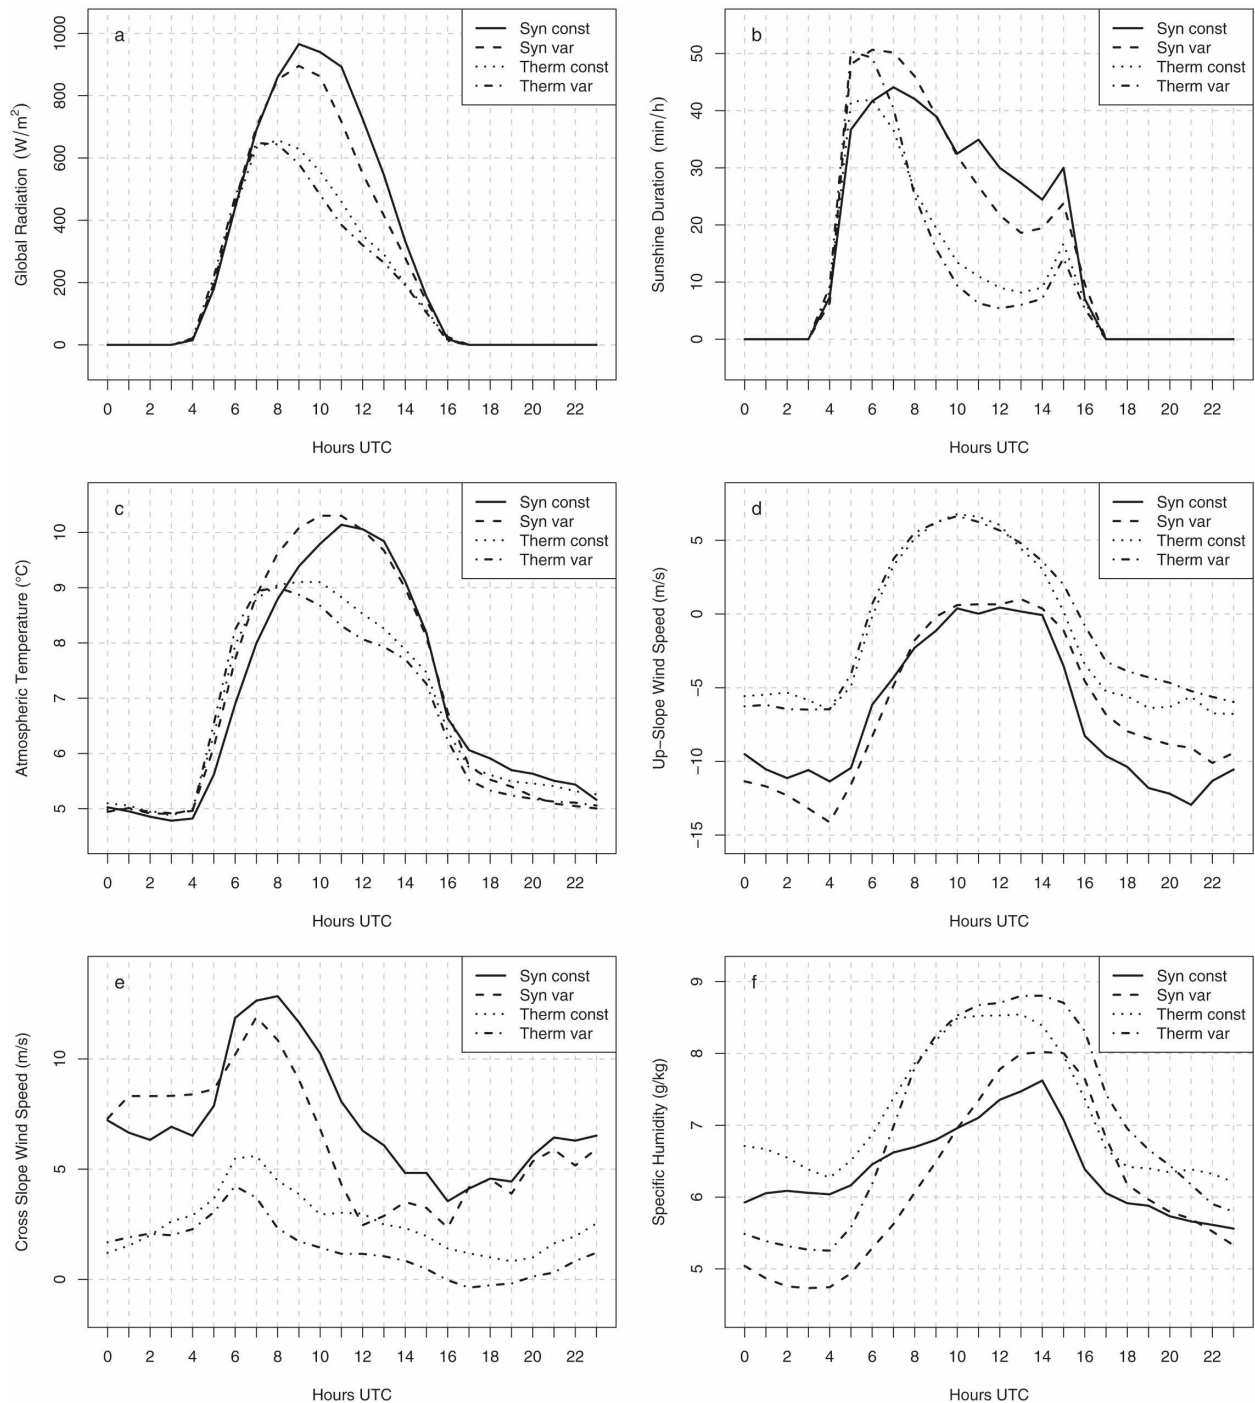 a
Syn const
Syn var
Therm const
Therm var
Global Radiation (W/m²)
0 200 400 600 800 1000
0 2 4 6 8 10 12 14 16 18 20 22
Hours UTC
b
Syn const
Syn var
Therm const
Therm var
Sunshine Duration (min/h)
0 10 20 30 40 50
0 2 4 6 8 10 12 14 16 18 20 22
Hours UTC
c
Syn const
Syn var
Therm const
Therm var
Atmospheric Temperature (°C)
5 6 7 8 9 10
0 2 4 6 8 10 12 14 16 18 20 22
Hours UTC
d
Syn const
Syn var
Therm const
Therm var
Up−Slope Wind Speed (m/s)
−15 −10 −5 0 5
0 2 4 6 8 10 12 14 16 18 20 22
Hours UTC
e
Syn const
Syn var
Therm const
Therm var
Cross Slope Wind Speed (m/s)
0 5 10
0 2 4 6 8 10 12 14 16 18 20 22
Hours UTC
f
Syn const
Syn var
Therm const
Therm var
Specific Humidity (g/kg)
5 6 7 8 9
0 2 4 6 8 10 12 14 16 18 20 22
Hours UTC